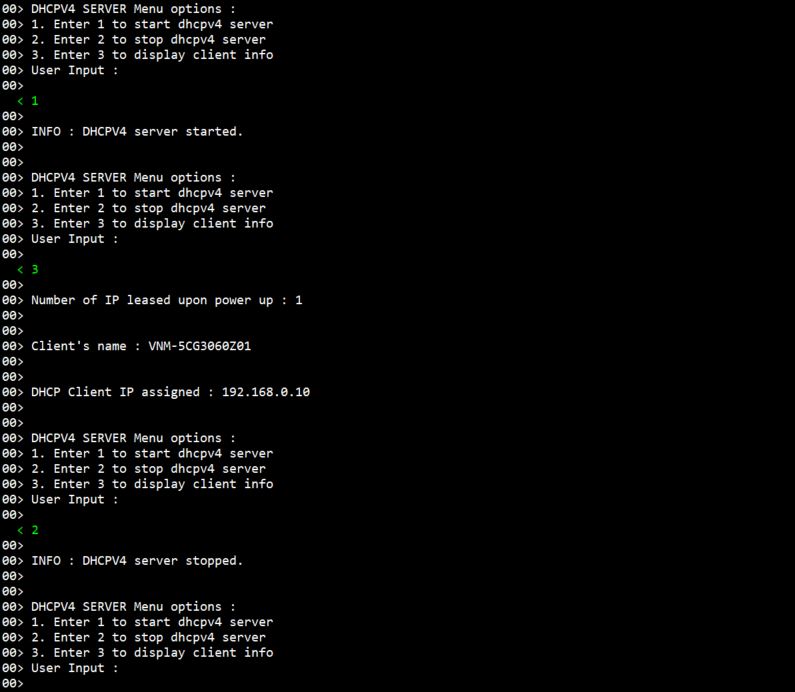 00> DHCPV4 SERVER Menu options :
00> 1. Enter 1 to start dhcpv4 server
00> 2. Enter 2 to stop dhcpv4 server
00> 3. Enter 3 to display client info
00> User Input :
00>
< 1
00>
00> INFO : DHCPV4 server started.
00>
00>
00> DHCPV4 SERVER Menu options :
00> 1. Enter 1 to start dhcpv4 server
00> 2. Enter 2 to stop dhcpv4 server
00> 3. Enter 3 to display client info
00> User Input :
00>
< 3
00>
00> Number of IP leased upon power up : 1
00>
00>
00> Client's name : VNM-5CG3060Z01
00>
00>
00> DHCP Client IP assigned : 192.168.0.10
00>
00>
00> DHCPV4 SERVER Menu options :
00> 1. Enter 1 to start dhcpv4 server
00> 2. Enter 2 to stop dhcpv4 server
00> 3. Enter 3 to display client info
00> User Input :
00>
< 2
00>
00> INFO : DHCPV4 server stopped.
00>
00>
00> DHCPV4 SERVER Menu options :
00> 1. Enter 1 to start dhcpv4 server
00> 2. Enter 2 to stop dhcpv4 server
00> 3. Enter 3 to display client info
00> User Input :
00>